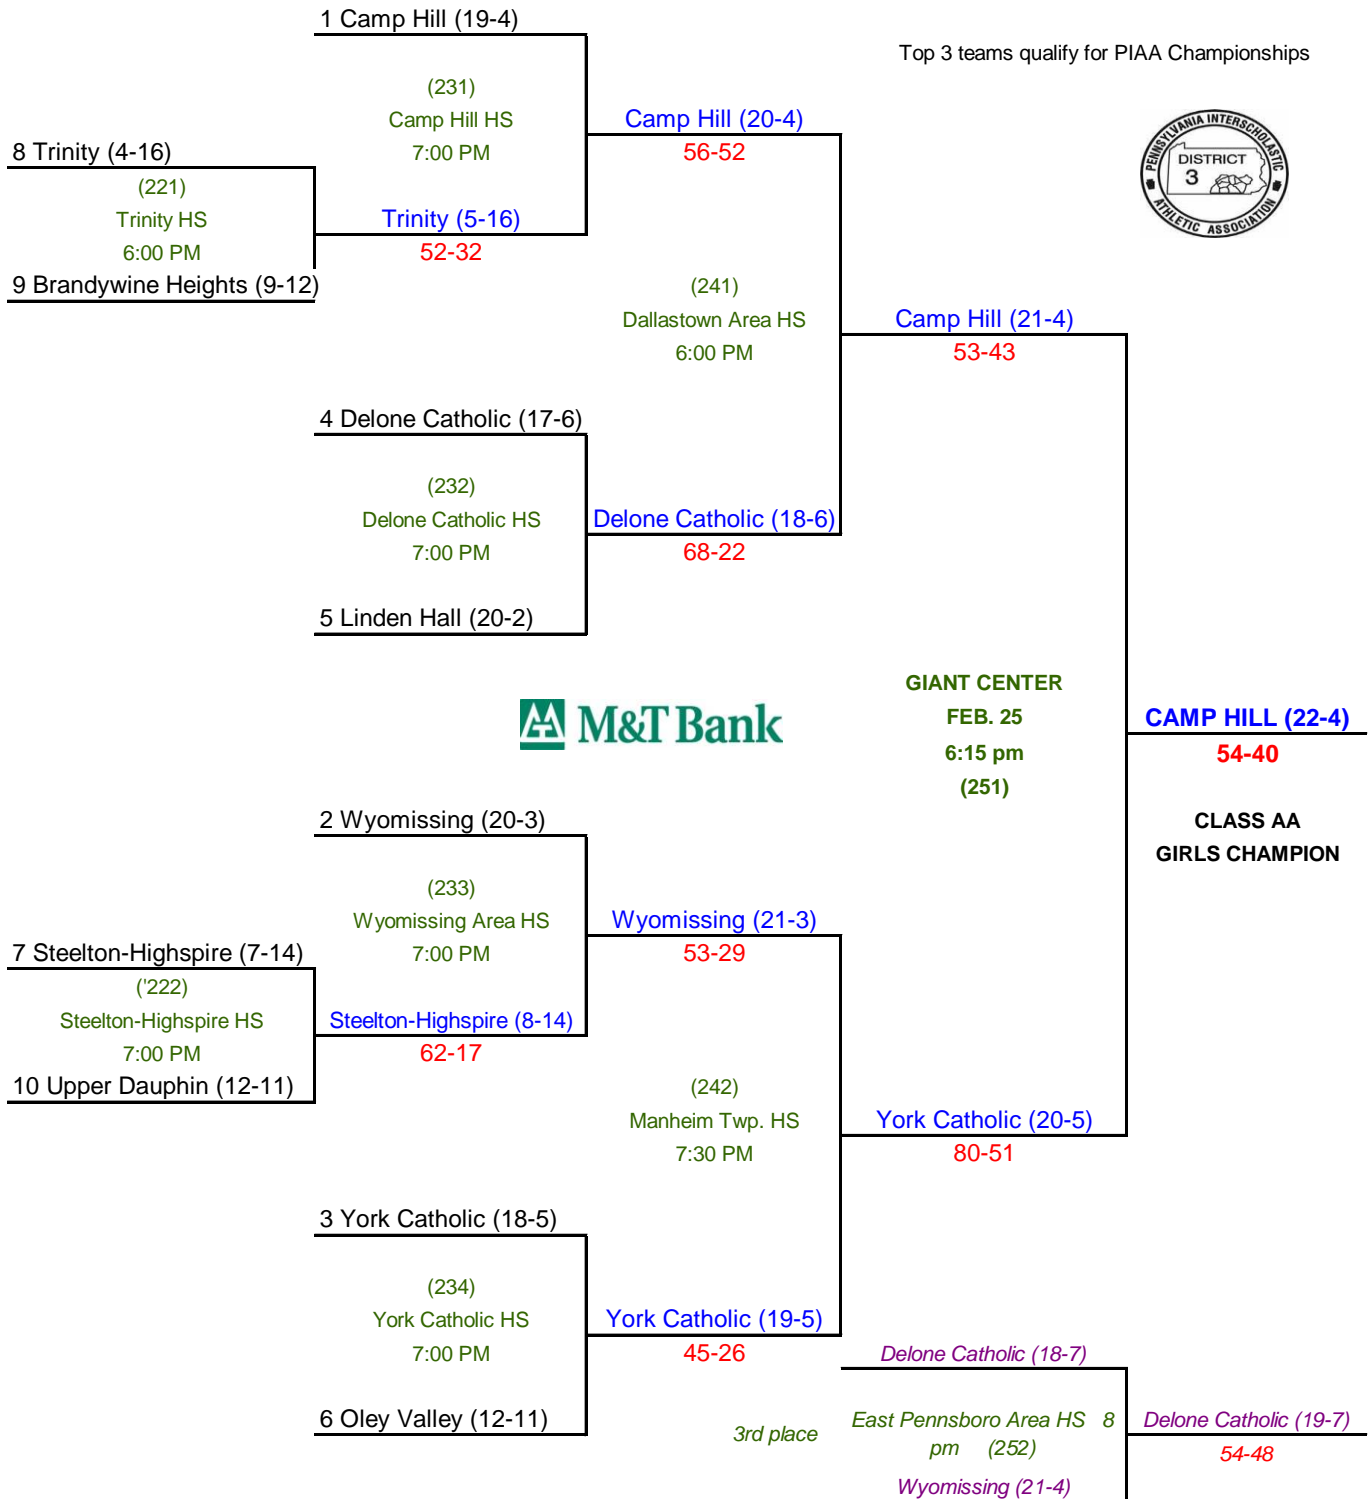 1 Camp Hill (19-4)
Top 3 teams qualify for PIAA Championships
(231)
Camp Hill HS
7:00 PM
Camp Hill (20-4)
56-52
PENNSYLVANIA INTERSCHOLASTIC
DISTRICT
3
ATHLETIC ASSOCIATION
8 Trinity (4-16)
(221)
Trinity HS
6:00 PM
Trinity (5-16)
52-32
9 Brandywine Heights (9-12)
(241)
Dallastown Area HS
6:00 PM
Camp Hill (21-4)
53-43
4 Delone Catholic (17-6)
(232)
Delone Catholic HS
7:00 PM
Delone Catholic (18-6)
68-22
5 Linden Hall (20-2)
M&T Bank
GIANT CENTER
FEB. 25
6:15 pm
(251)
CAMP HILL (22-4)
54-40
CLASS AA
GIRLS CHAMPION
2 Wyomissing (20-3)
(233)
Wyomissing Area HS
7:00 PM
Wyomissing (21-3)
53-29
7 Steelton-Highspire (7-14)
('222)
Steelton-Highspire HS
7:00 PM
Steelton-Highspire (8-14)
62-17
10 Upper Dauphin (12-11)
(242)
Manheim Twp. HS
7:30 PM
York Catholic (20-5)
80-51
3 York Catholic (18-5)
(234)
York Catholic HS
7:00 PM
York Catholic (19-5)
45-26
6 Oley Valley (12-11)
3rd place
Delone Catholic (18-7)
East Pennsboro Area HS 8
pm (252)
Wyomissing (21-4)
Delone Catholic (19-7)
54-48